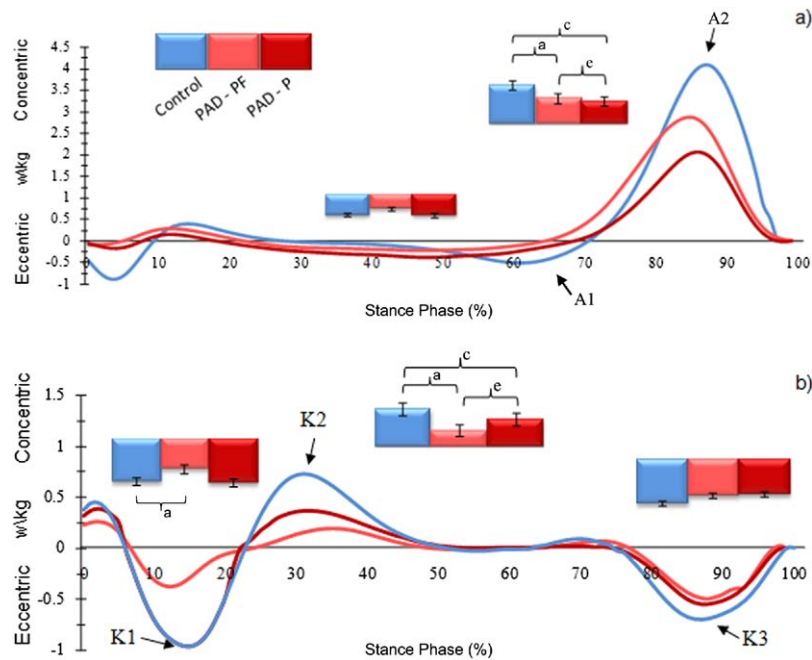 a)
A2
Concentric
w\kg
Eccentric
4.5
4
3.5
3
2.5
2
1.5
1
0.5
0
-0.5
-1
Control
PAD - PF
PAD - P
c
a
e
0 10 20 30 40 50 60 70 80 90 100
A1
Stance Phase (%)
b)
Concentric
w\kg
Eccentric
1.5
1
0.5
0
-0.5
-1
c
a
e
K2
a
0 10 20 30 40 50 60 70 80 90 100
K1
K3
Stance Phase (%)